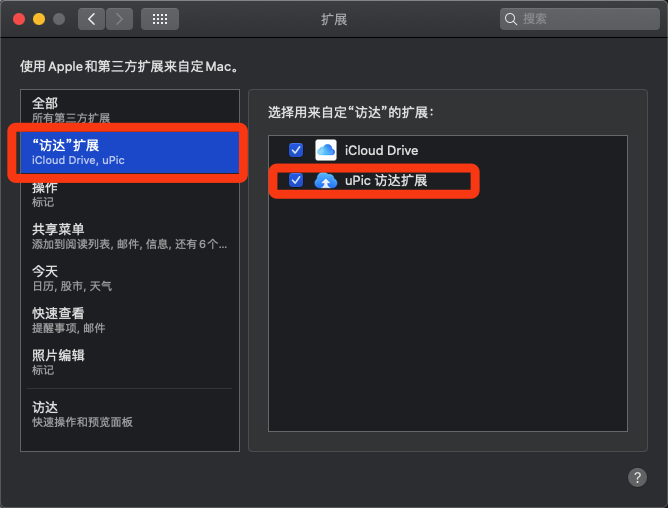 扩展
搜索
使用Apple和第三方扩展来自定Mac。
全部
所有第三方扩展
“访达”扩展
iCloud Drive, uPic
操作
标记
共享菜单
添加到阅读列表, 邮件, 信息, 还有6个...
今天
日历, 股市, 天气
快速查看
提醒事项, 邮件
照片编辑
标记
访达
快速操作和预览面板
选择用来自定“访达”的扩展：
iCloud Drive
uPic 访达扩展
?